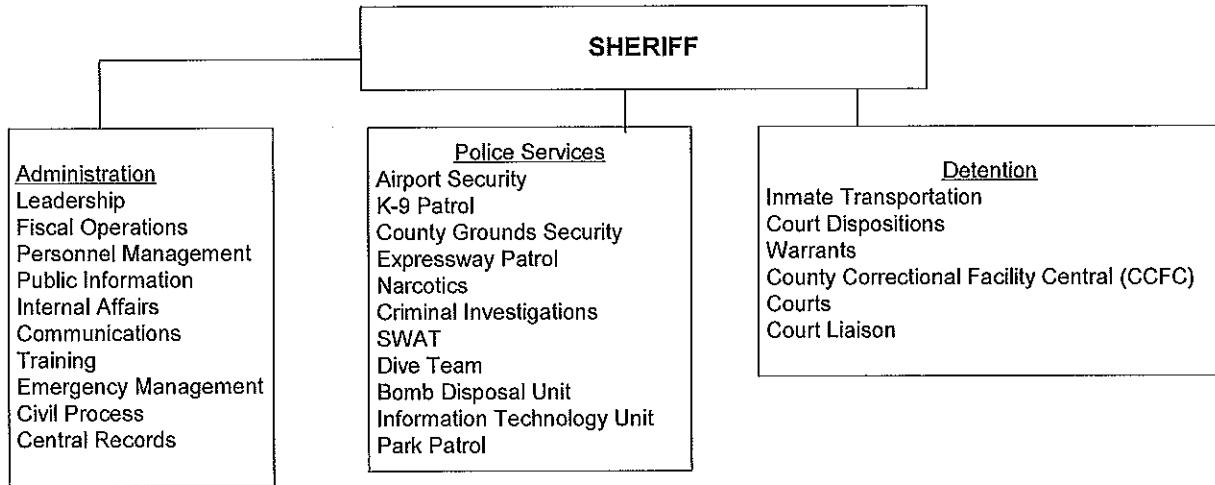 SHERIFF
Administration
Leadership
Fiscal Operations
Personnel Management
Public Information
Internal Affairs
Communications
Training
Emergency Management
Civil Process
Central Records
Police Services
Airport Security
K-9 Patrol
County Grounds Security
Expressway Patrol
Narcotics
Criminal Investigations
SWAT
Dive Team
Bomb Disposal Unit
Information Technology Unit
Park Patrol
Detention
Inmate Transportation
Court Dispositions
Warrants
County Correctional Facility Central (CCFC)
Courts
Court Liaison